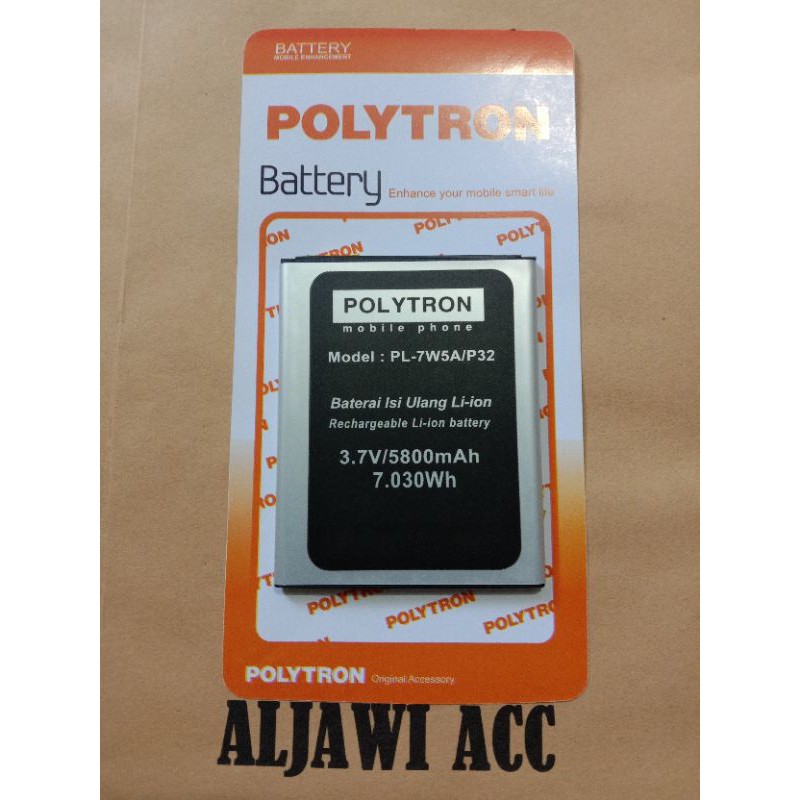 BATTERY
MOBILE ENHANCEMENT
POLYTRON
Battery Enhance your mobile smart life
POLYTRON
mobile phone
Model : PL-7W5A/P32
Baterai Isi Ulang Li-ion
Rechargeable Li-ion battery
3.7V/5800mAh
7.030Wh
POLYTRON
POLYTRON
POLYTRON
POLYTRON Original Accessory
ALJAWI ACC